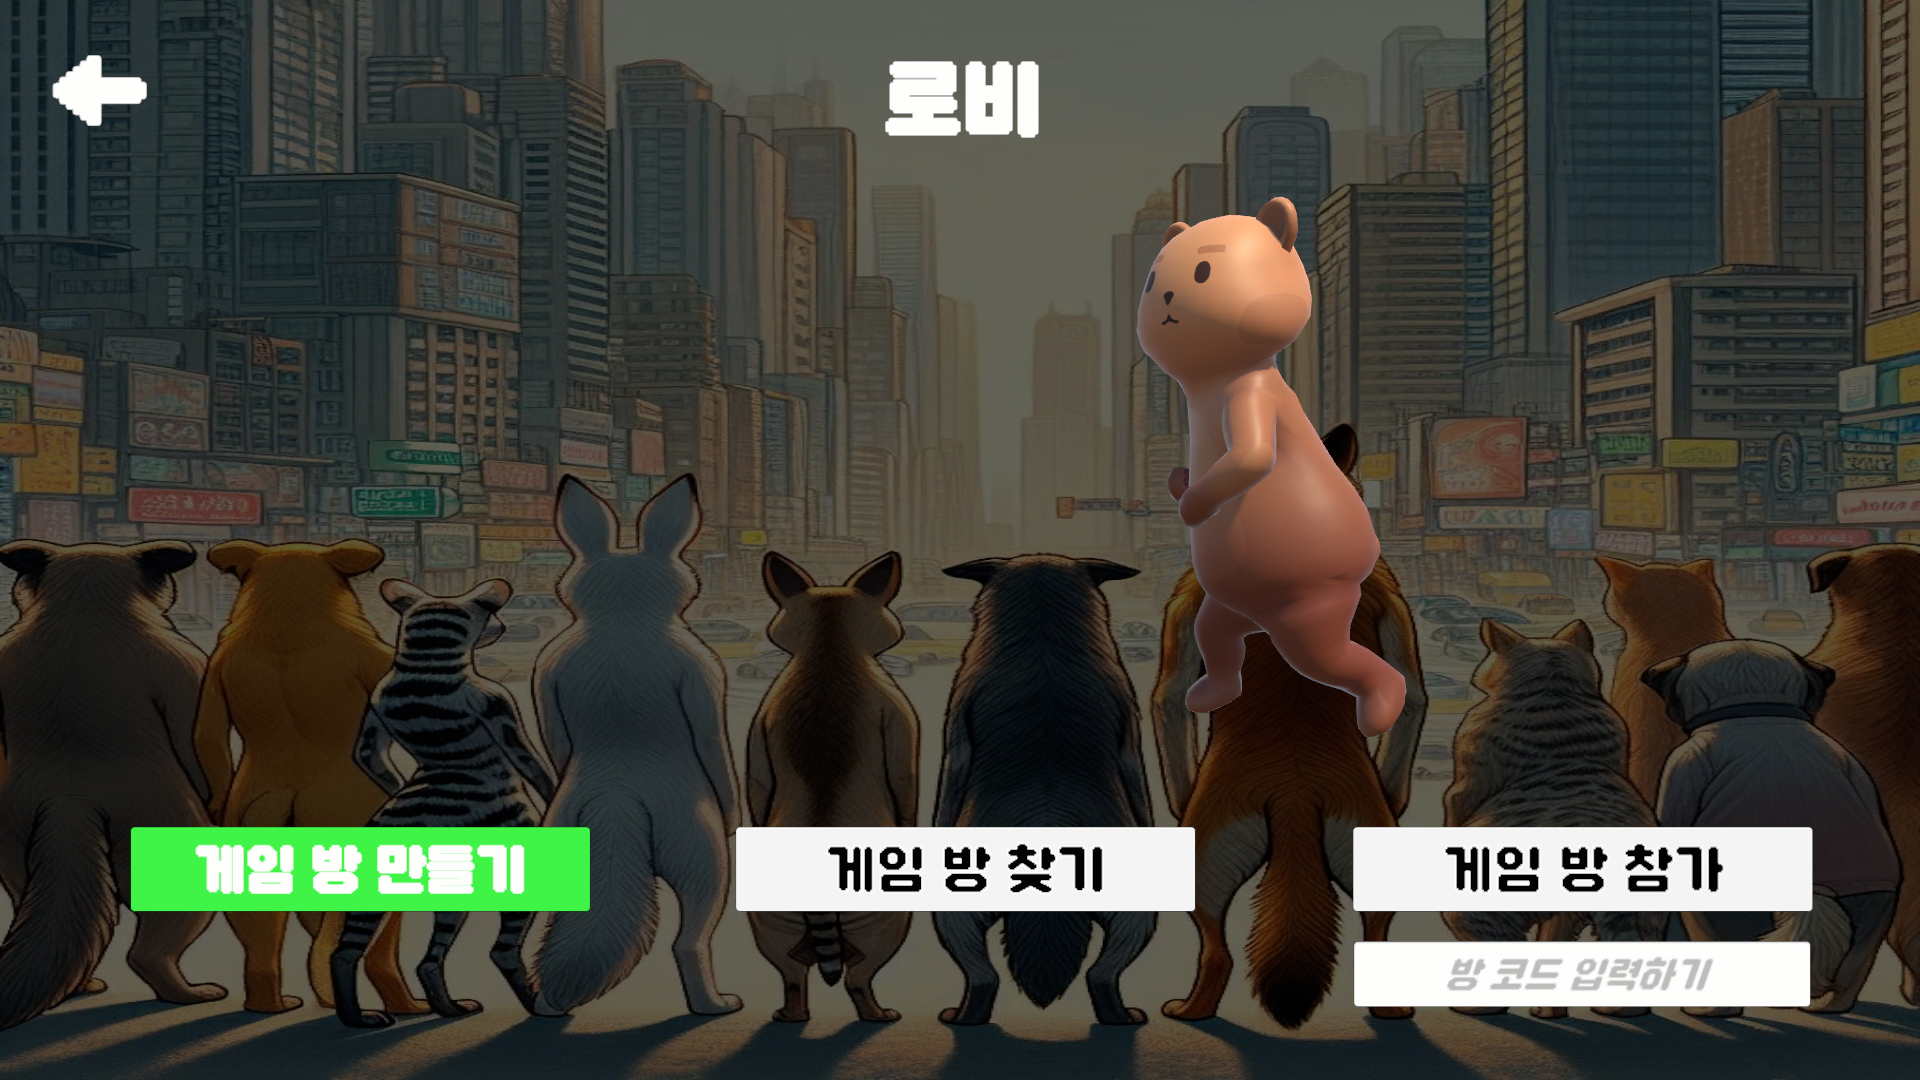 로비
게임 방 만들기
게임 방 찾기
게임 방 참가
방 코드 입력하기